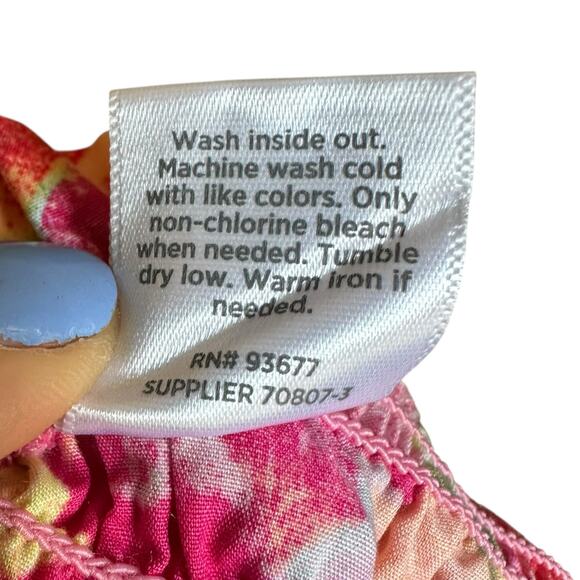 Wash inside out.
Machine wash cold
with like colors. Only
non-chlorine bleach
when needed. Tumble
dry low. Warm iron if
needed.
RN# 93677
SUPPLIER 70807-3